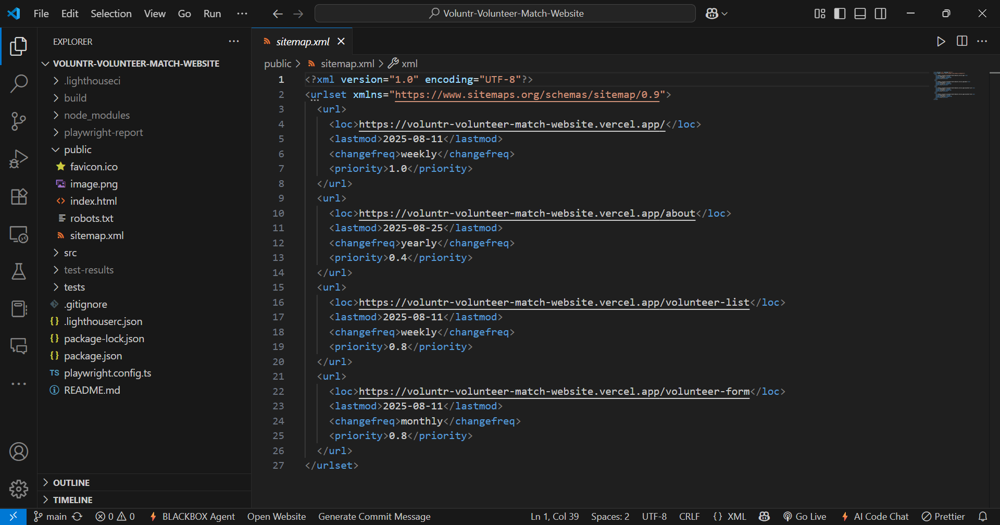 File Edit Selection View Go Run ···
Voluntr-Volunteer-Match-Website
EXPLORER
VOLUNTR-VOLUNTEER-MATCH-WEBSITE
.lighthouseci
build
node_modules
playwright-report
public
favicon.ico
image.png
index.html
robots.txt
sitemap.xml
src
test-results
tests
.gitignore
{} .lighthouserc.json
{} package-lock.json
{} package.json
TS playwright.config.ts
README.md
OUTLINE
TIMELINE
sitemap.xml
public > sitemap.xml > xml
1 <?xml version="1.0" encoding="UTF-8"?>
2 <urlset xmlns="https://www.sitemaps.org/schemas/sitemap/0.9">
3 <url>
4 <loc>https://voluntr-volunteer-match-website.vercel.app/</loc>
5 <lastmod>2025-08-11</lastmod>
6 <changefreq>weekly</changefreq>
7 <priority>1.0</priority>
8 </url>
9 <url>
10 <loc>https://voluntr-volunteer-match-website.vercel.app/about</loc>
11 <lastmod>2025-08-25</lastmod>
12 <changefreq>yearly</changefreq>
13 <priority>0.4</priority>
14 </url>
15 <url>
16 <loc>https://voluntr-volunteer-match-website.vercel.app/volunteer-list</loc>
17 <lastmod>2025-08-11</lastmod>
18 <changefreq>weekly</changefreq>
19 <priority>0.8</priority>
20 </url>
21 <url>
22 <loc>https://voluntr-volunteer-match-website.vercel.app/volunteer-form</loc>
23 <lastmod>2025-08-11</lastmod>
24 <changefreq>monthly</changefreq>
25 <priority>0.8</priority>
26 </url>
27 </urlset>
main 0 0 BLACKBOX Agent Open Website Generate Commit Message Ln 1, Col 39 Spaces: 2 UTF-8 CRLF {} XML Go Live AI Code Chat Prettier